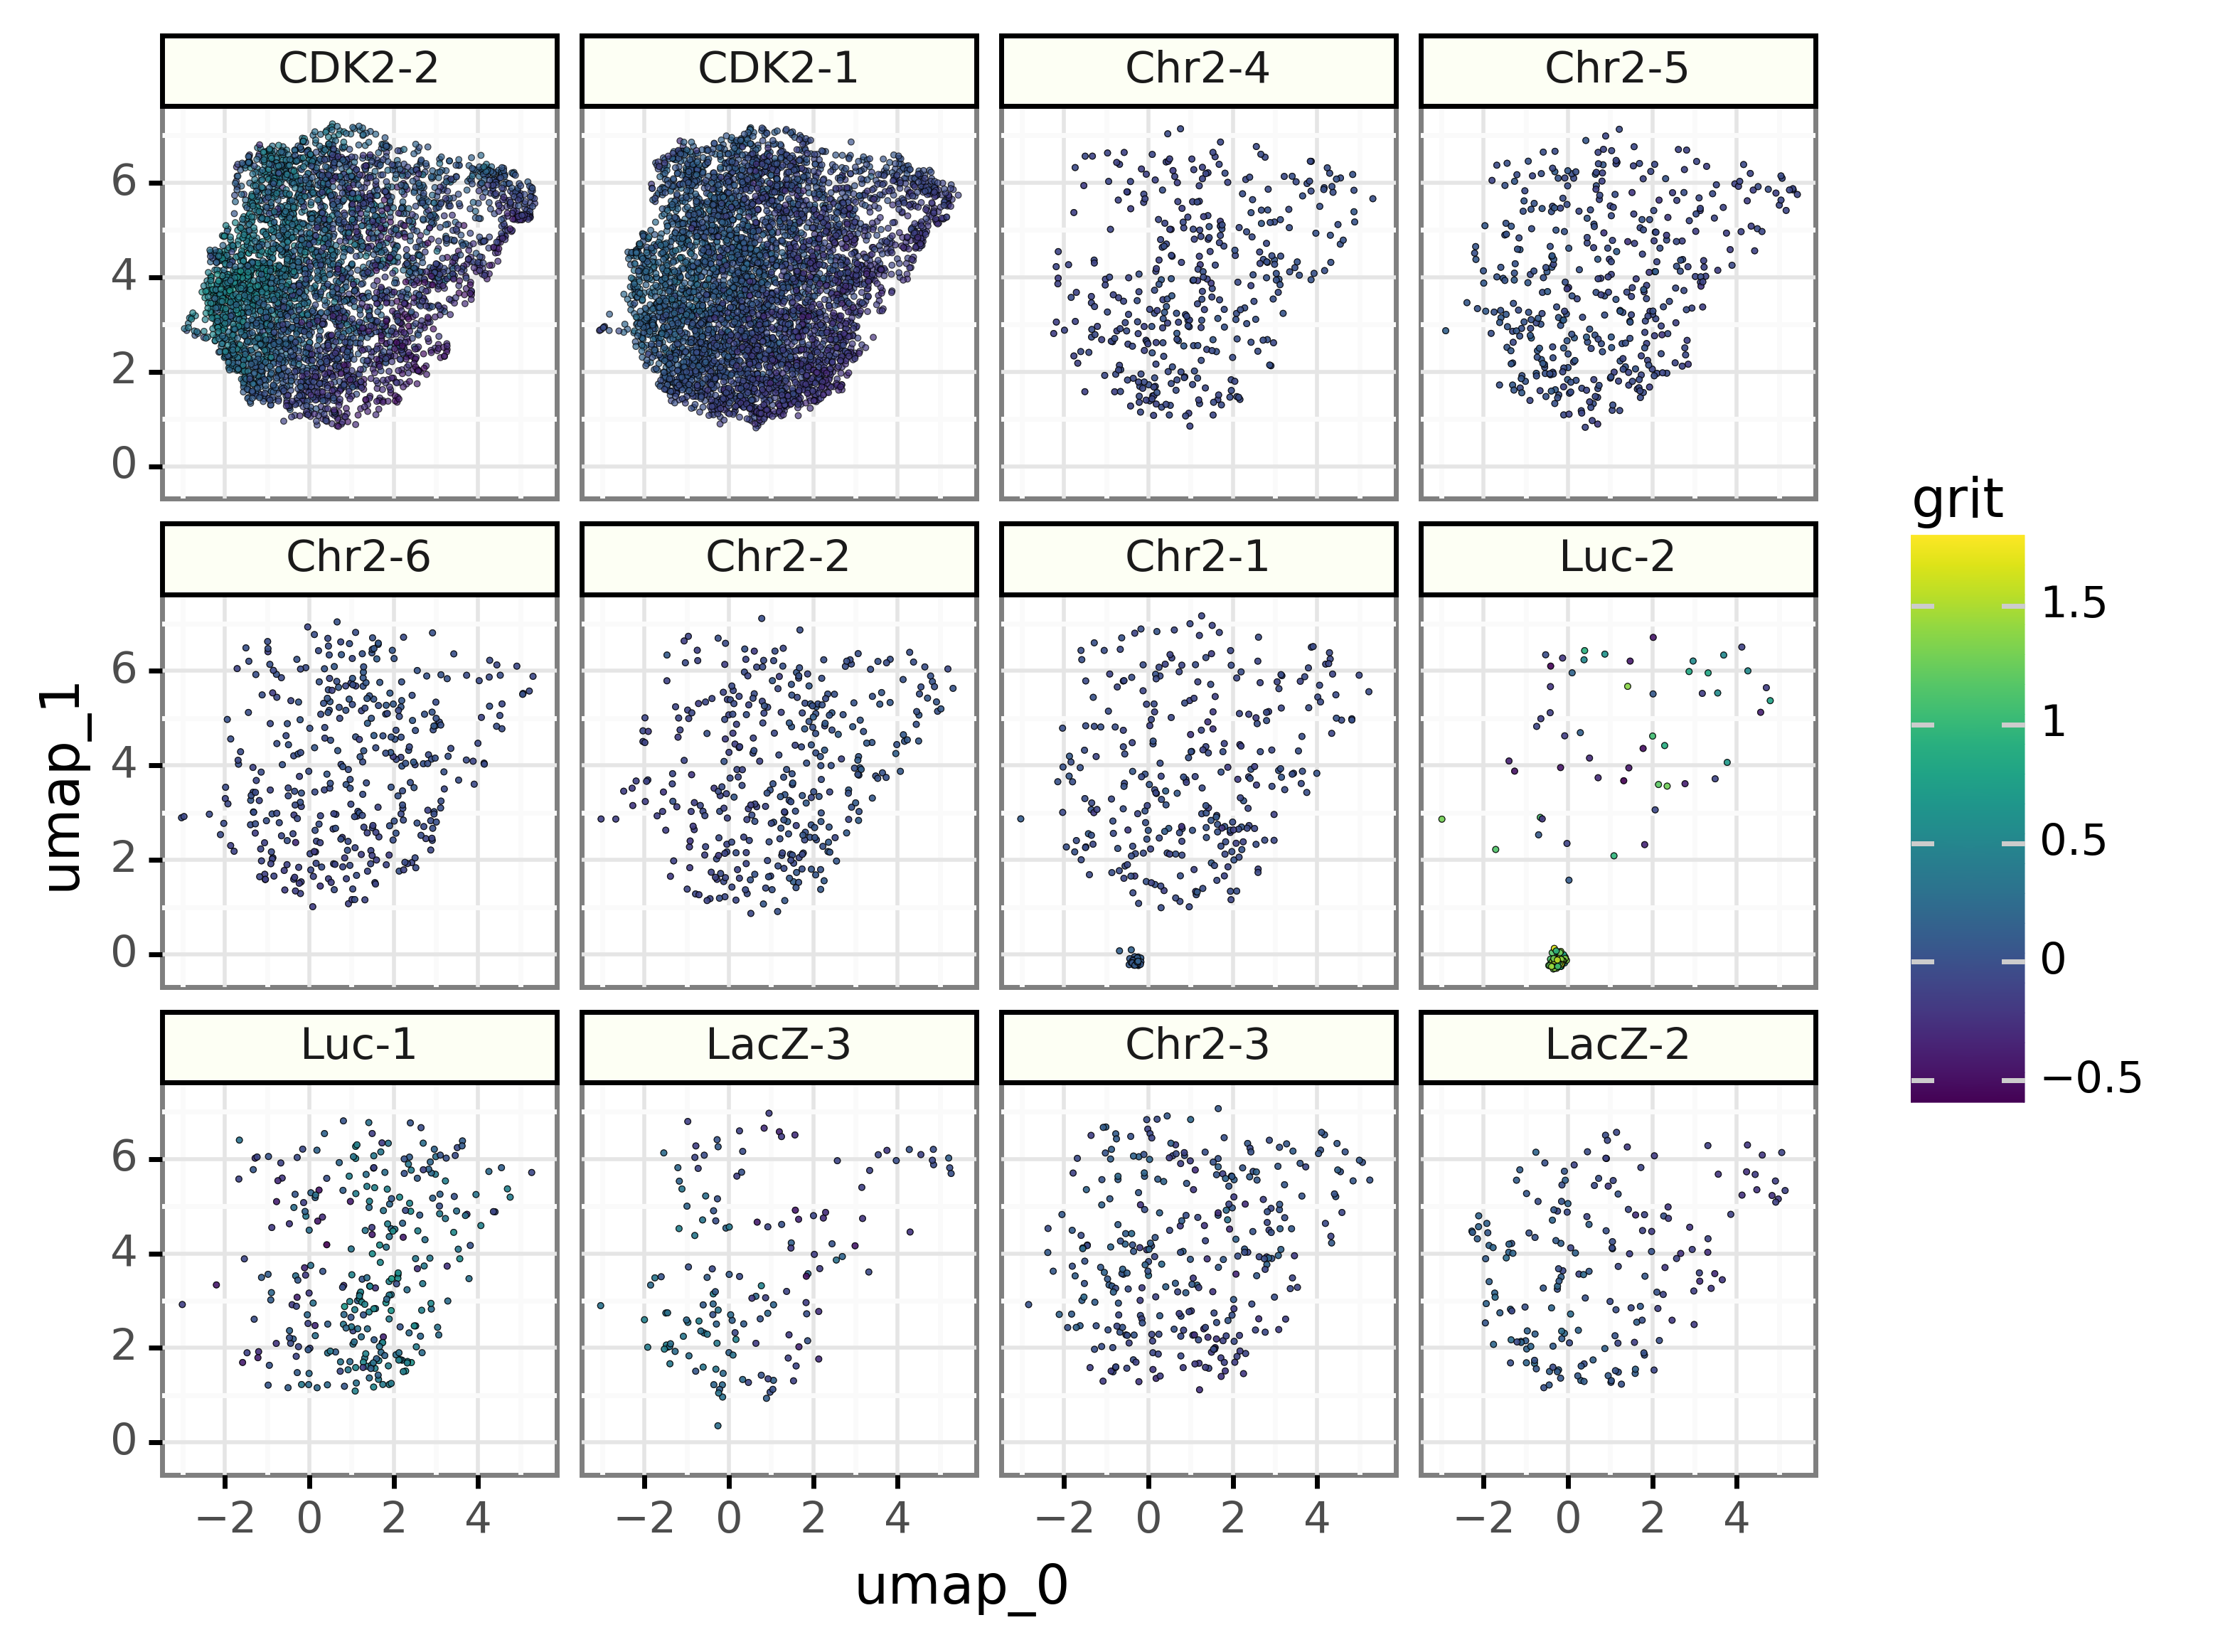 CDK2-2 CDK2-1 Chr2-4 Chr2-5
6
4
2
0
Chr2-6 Chr2-2 Chr2-1 Luc-2
6
4
2
0
Luc-1 LacZ-3 Chr2-3 LacZ-2
6
4
2
0
−2 0 2 4 −2 0 2 4 −2 0 2 4 −2 0 2 4
umap_0
umap_1
grit
1.5
1
0.5
0
−0.5